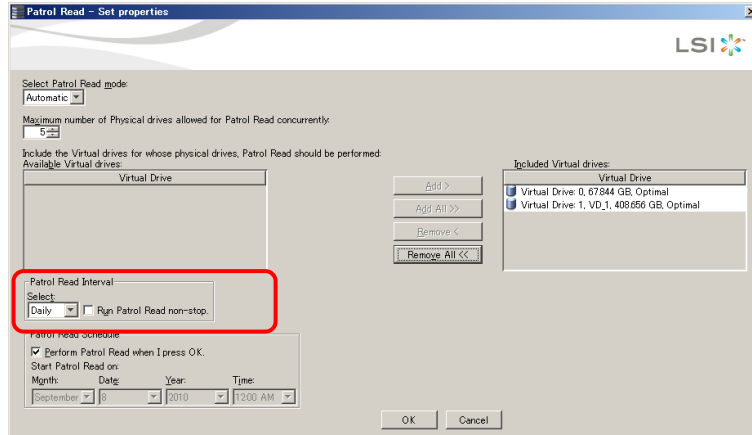 Patrol Read - Set properties
LSI
Select Patrol Read mode:
Automatic
Maximum number of Physical drives allowed for Patrol Read concurrently:
5
Include the Virtual drives for whose physical drives, Patrol Read should be performed:
Available Virtual drives:
Virtual Drive
Add >
Add All >>
Remove <
Remove All <<
Included Virtual drives:
Virtual Drive
Virtual Drive: 0, 67.844 GB, Optimal
Virtual Drive: 1, VD_1, 408.656 GB, Optimal
Patrol Read Interval
Select:
Daily Run Patrol Read non-stop.
Patrol Read Schedule
Perform Patrol Read when I press OK.
Start Patrol Read on:
Month: Date: Year: Time:
September 8 2010 12:00 AM
OK Cancel